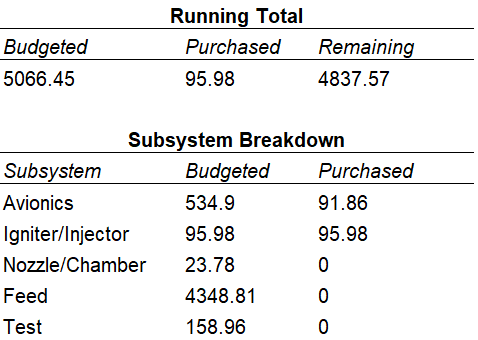 Running Total
Budgeted Purchased Remaining
5066.45 95.98 4837.57
Subsystem Breakdown
Subsystem Budgeted Purchased
Avionics 534.9 91.86
Igniter/Injector 95.98 95.98
Nozzle/Chamber 23.78 0
Feed 4348.81 0
Test 158.96 0